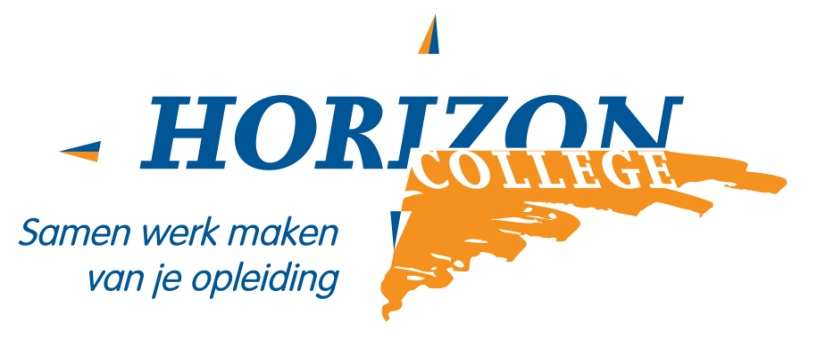 HORIZON
COLLEGE
Samen werk maken
van je opleiding